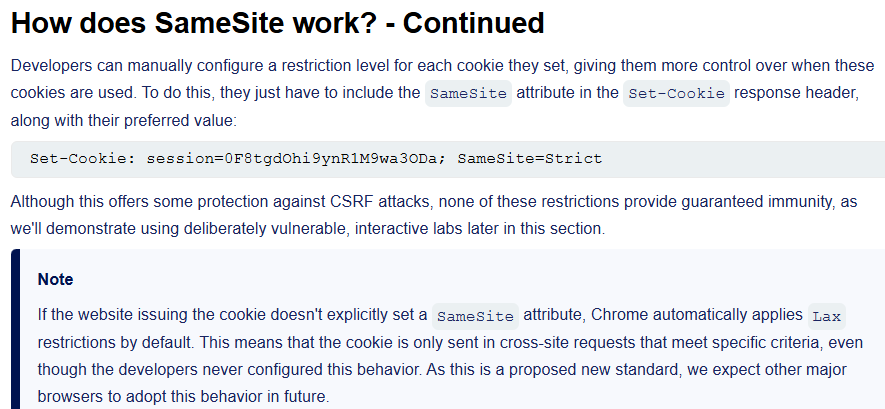 How does SameSite work? - Continued
Developers can manually configure a restriction level for each cookie they set, giving them more control over when these
cookies are used. To do this, they just have to include the SameSite attribute in the Set-Cookie response header,
along with their preferred value:
Set-Cookie: session=0F8tgdOhi9ynR1M9wa3ODa; SameSite=Strict
Although this offers some protection against CSRF attacks, none of these restrictions provide guaranteed immunity, as
we'll demonstrate using deliberately vulnerable, interactive labs later in this section.
Note
If the website issuing the cookie doesn't explicitly set a SameSite attribute, Chrome automatically applies Lax
restrictions by default. This means that the cookie is only sent in cross-site requests that meet specific criteria, even
though the developers never configured this behavior. As this is a proposed new standard, we expect other major
browsers to adopt this behavior in future.